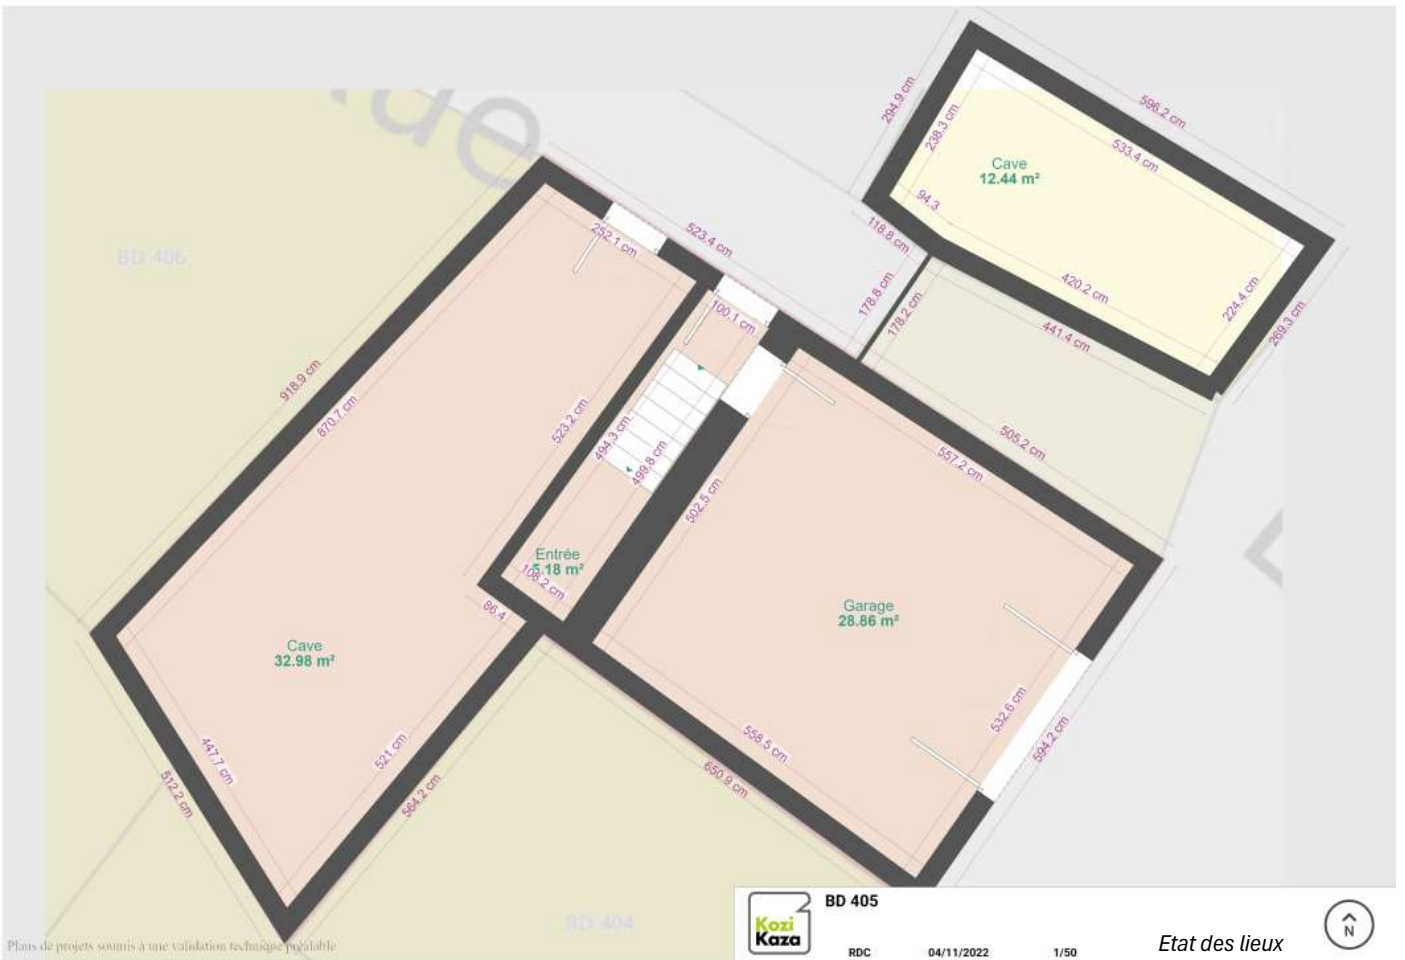 ue
596.2 cm
294.9 cm
238.3 cm
533.4 cm
Cave
12.44 m²
94.3
118.8 cm
420.2 cm
224.4 cm
269.3 cm
441.4 cm
178.8 cm
178.2 cm
523.4 cm
252.1 cm
100.1 cm
BD 406
918.9 cm
870.7 cm
523.2 cm
494.3 cm
499.8 cm
502.5 cm
505.2 cm
557.2 cm
Entrée
5.18 m²
108.2 cm
86.4
Garage
28.86 m²
Cave
32.98 m²
532.6 cm
594.2 cm
558.5 cm
650.9 cm
447.7 cm
512.2 cm
521 cm
564.2 cm
BD 404
Plans de projets soumis à une validation technique préalable
Kozi
Kaza
BD 405
RDC 04/11/2022 1/50 Etat des lieux
N